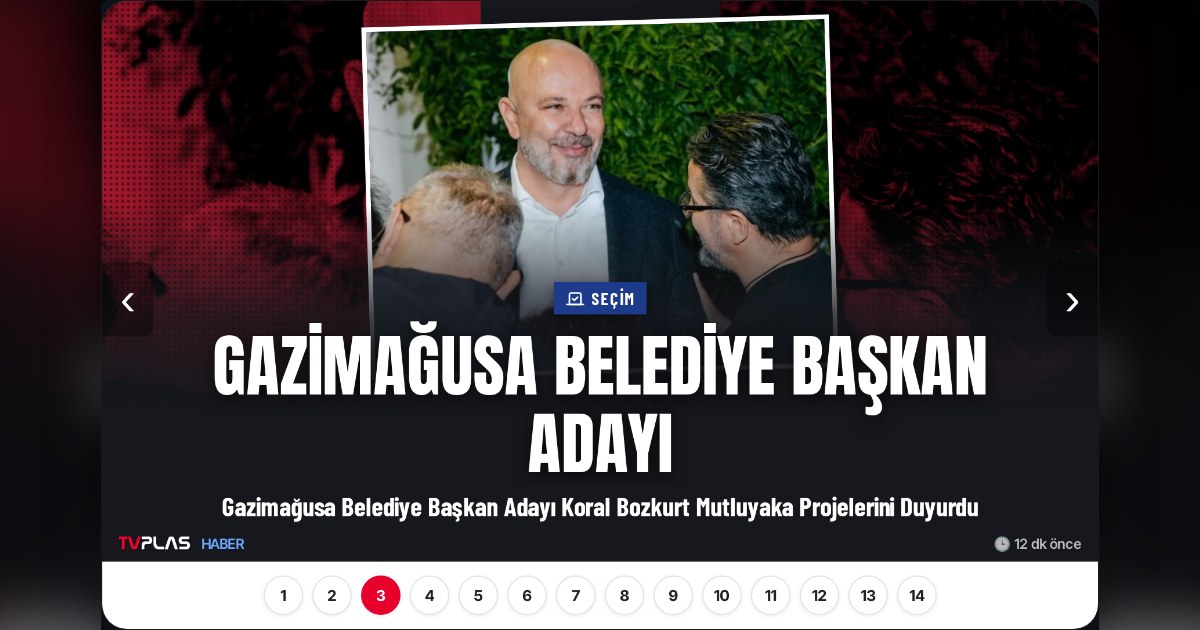 SEÇİM
GAZİMAĞUSA BELEDİYE BAŞKAN
ADAYI
Gazimağusa Belediye Başkan Adayı Koral Bozkurt Mutluyaka Projelerini Duyurdu
TVPLAS HABER
12 dk önce
1 2 3 4 5 6 7 8 9 10 11 12 13 14